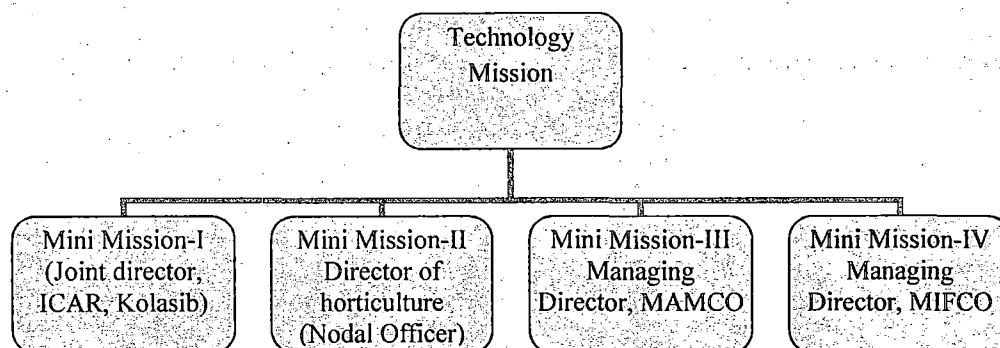 Technology
Mission
Mini Mission-I
(Joint director,
ICAR, Kolasib)
Mini Mission-II
Director of
horticulture
(Nodal Officer)
Mini Mission-III
Managing
Director, MAMCO
Mini Mission-IV
Managing
Director, MIFCO